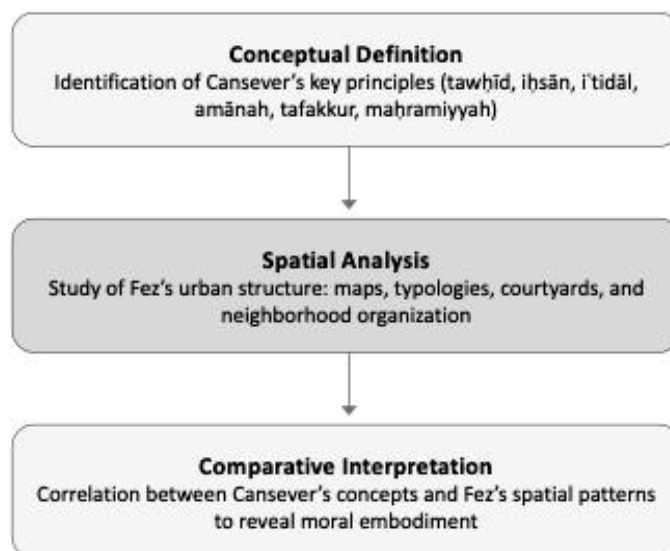 Conceptual Definition
Identification of Cansever's key principles (tawḥīd, iḥsān, iʿtidāl,
amānah, tafakkur, maḥramiyyah)
Spatial Analysis
Study of Fez's urban structure: maps, typologies, courtyards, and
neighborhood organization
Comparative Interpretation
Correlation between Cansever's concepts and Fez's spatial patterns
to reveal moral embodiment